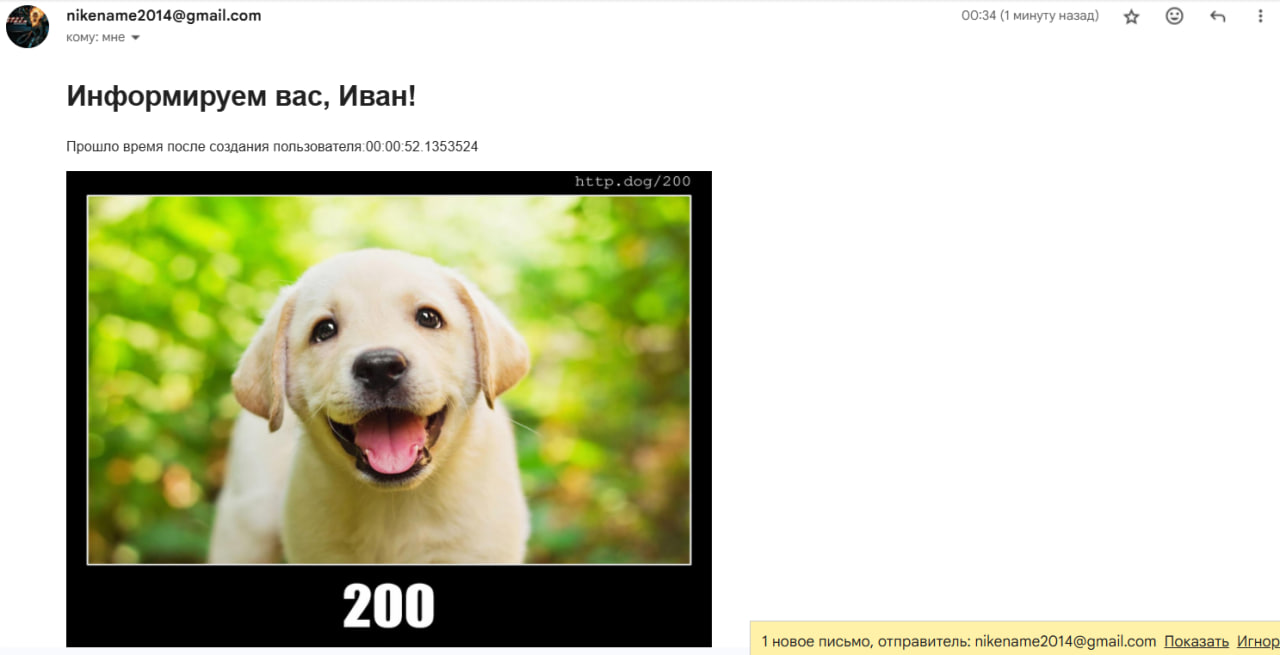 nikename2014@gmail.com
00:34 (1 минуту назад)
кому: мне
Информируем вас, Иван!
Прошло время после создания пользователя:00:00:52.1353524
http.dog/200
200
1 новое письмо, отправитель: nikename2014@gmail.com Показать Игнор